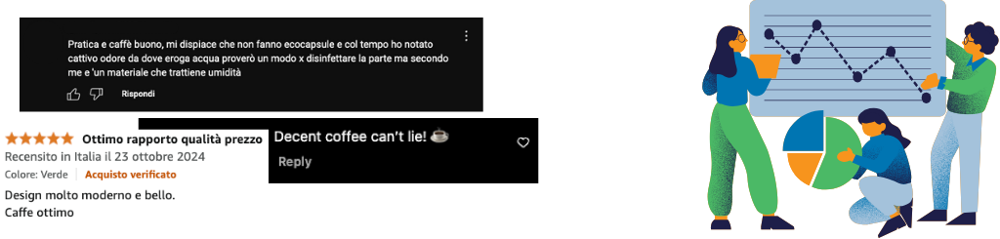 Pratica e caffè buono, mi dispiace che non fanno ecocapsule e col tempo ho notato
cattivo odore da dove eroga acqua proverò un modo x disinfettare la parte ma secondo
me e 'un materiale che trattiene umidità
Rispondi
Ottimo rapporto qualità prezzo
Recensito in Italia il 23 ottobre 2024
Colore: Verde Acquisto verificato
Design molto moderno e bello.
Caffe ottimo
Decent coffee can't lie! ☕
Reply